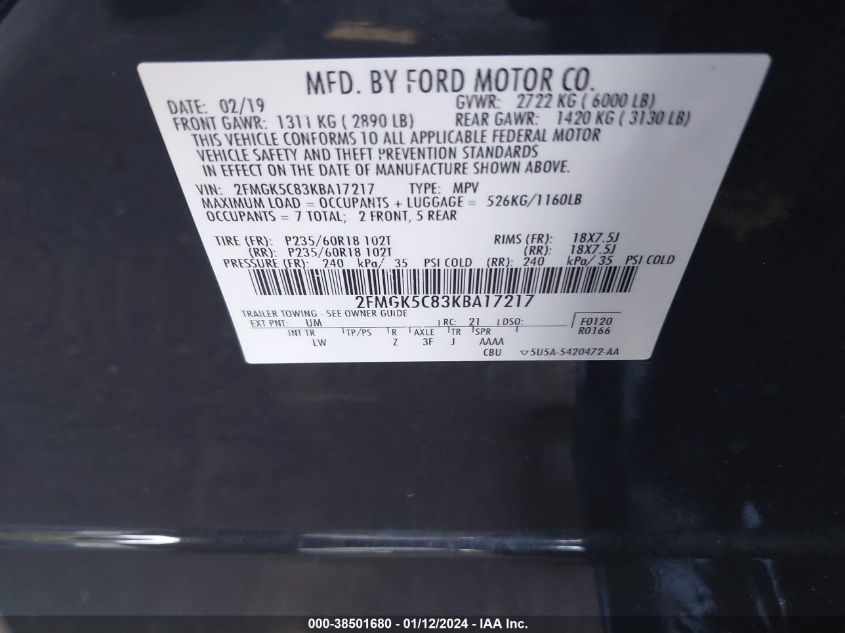 MFD. BY FORD MOTOR CO.
DATE: 02/19 GVWR: 2722 KG ( 6000 LB)
FRONT GAWR: 1311 KG ( 2890 LB) REAR GAWR: 1420 KG ( 3130 LB)
THIS VEHICLE CONFORMS TO ALL APPLICABLE FEDERAL MOTOR
VEHICLE SAFETY AND THEFT PREVENTION STANDARDS
IN EFFECT ON THE DATE OF MANUFACTURE SHOWN ABOVE.
VIN: 2FMGK5C83KBA17217 TYPE: MPV
MAXIMUM LOAD = OCCUPANTS + LUGGAGE = 526KG/1160LB
OCCUPANTS = 7 TOTAL; 2 FRONT, 5 REAR
TIRE (FR): P235/60R18 102T RIMS (FR): 18X7.5J
(RR): P235/60R18 102T (RR): 18X7.5J
PRESSURE (FR): 240 kPa/ 35 PSI COLD (RR): 240 kPa/ 35 PSI COLD
2FMGK5C83KBA17217
TRAILER TOWING - SEE OWNER GUIDE
EXT PNT: UM RC: 21 DSO: F0120
INT TR TP/PS R AXLE TR SPR R0166
LW Z 3F J AAAA
CBU 5U5A-5420472-AA
000-38501680 - 01/12/2024 - IAA Inc.